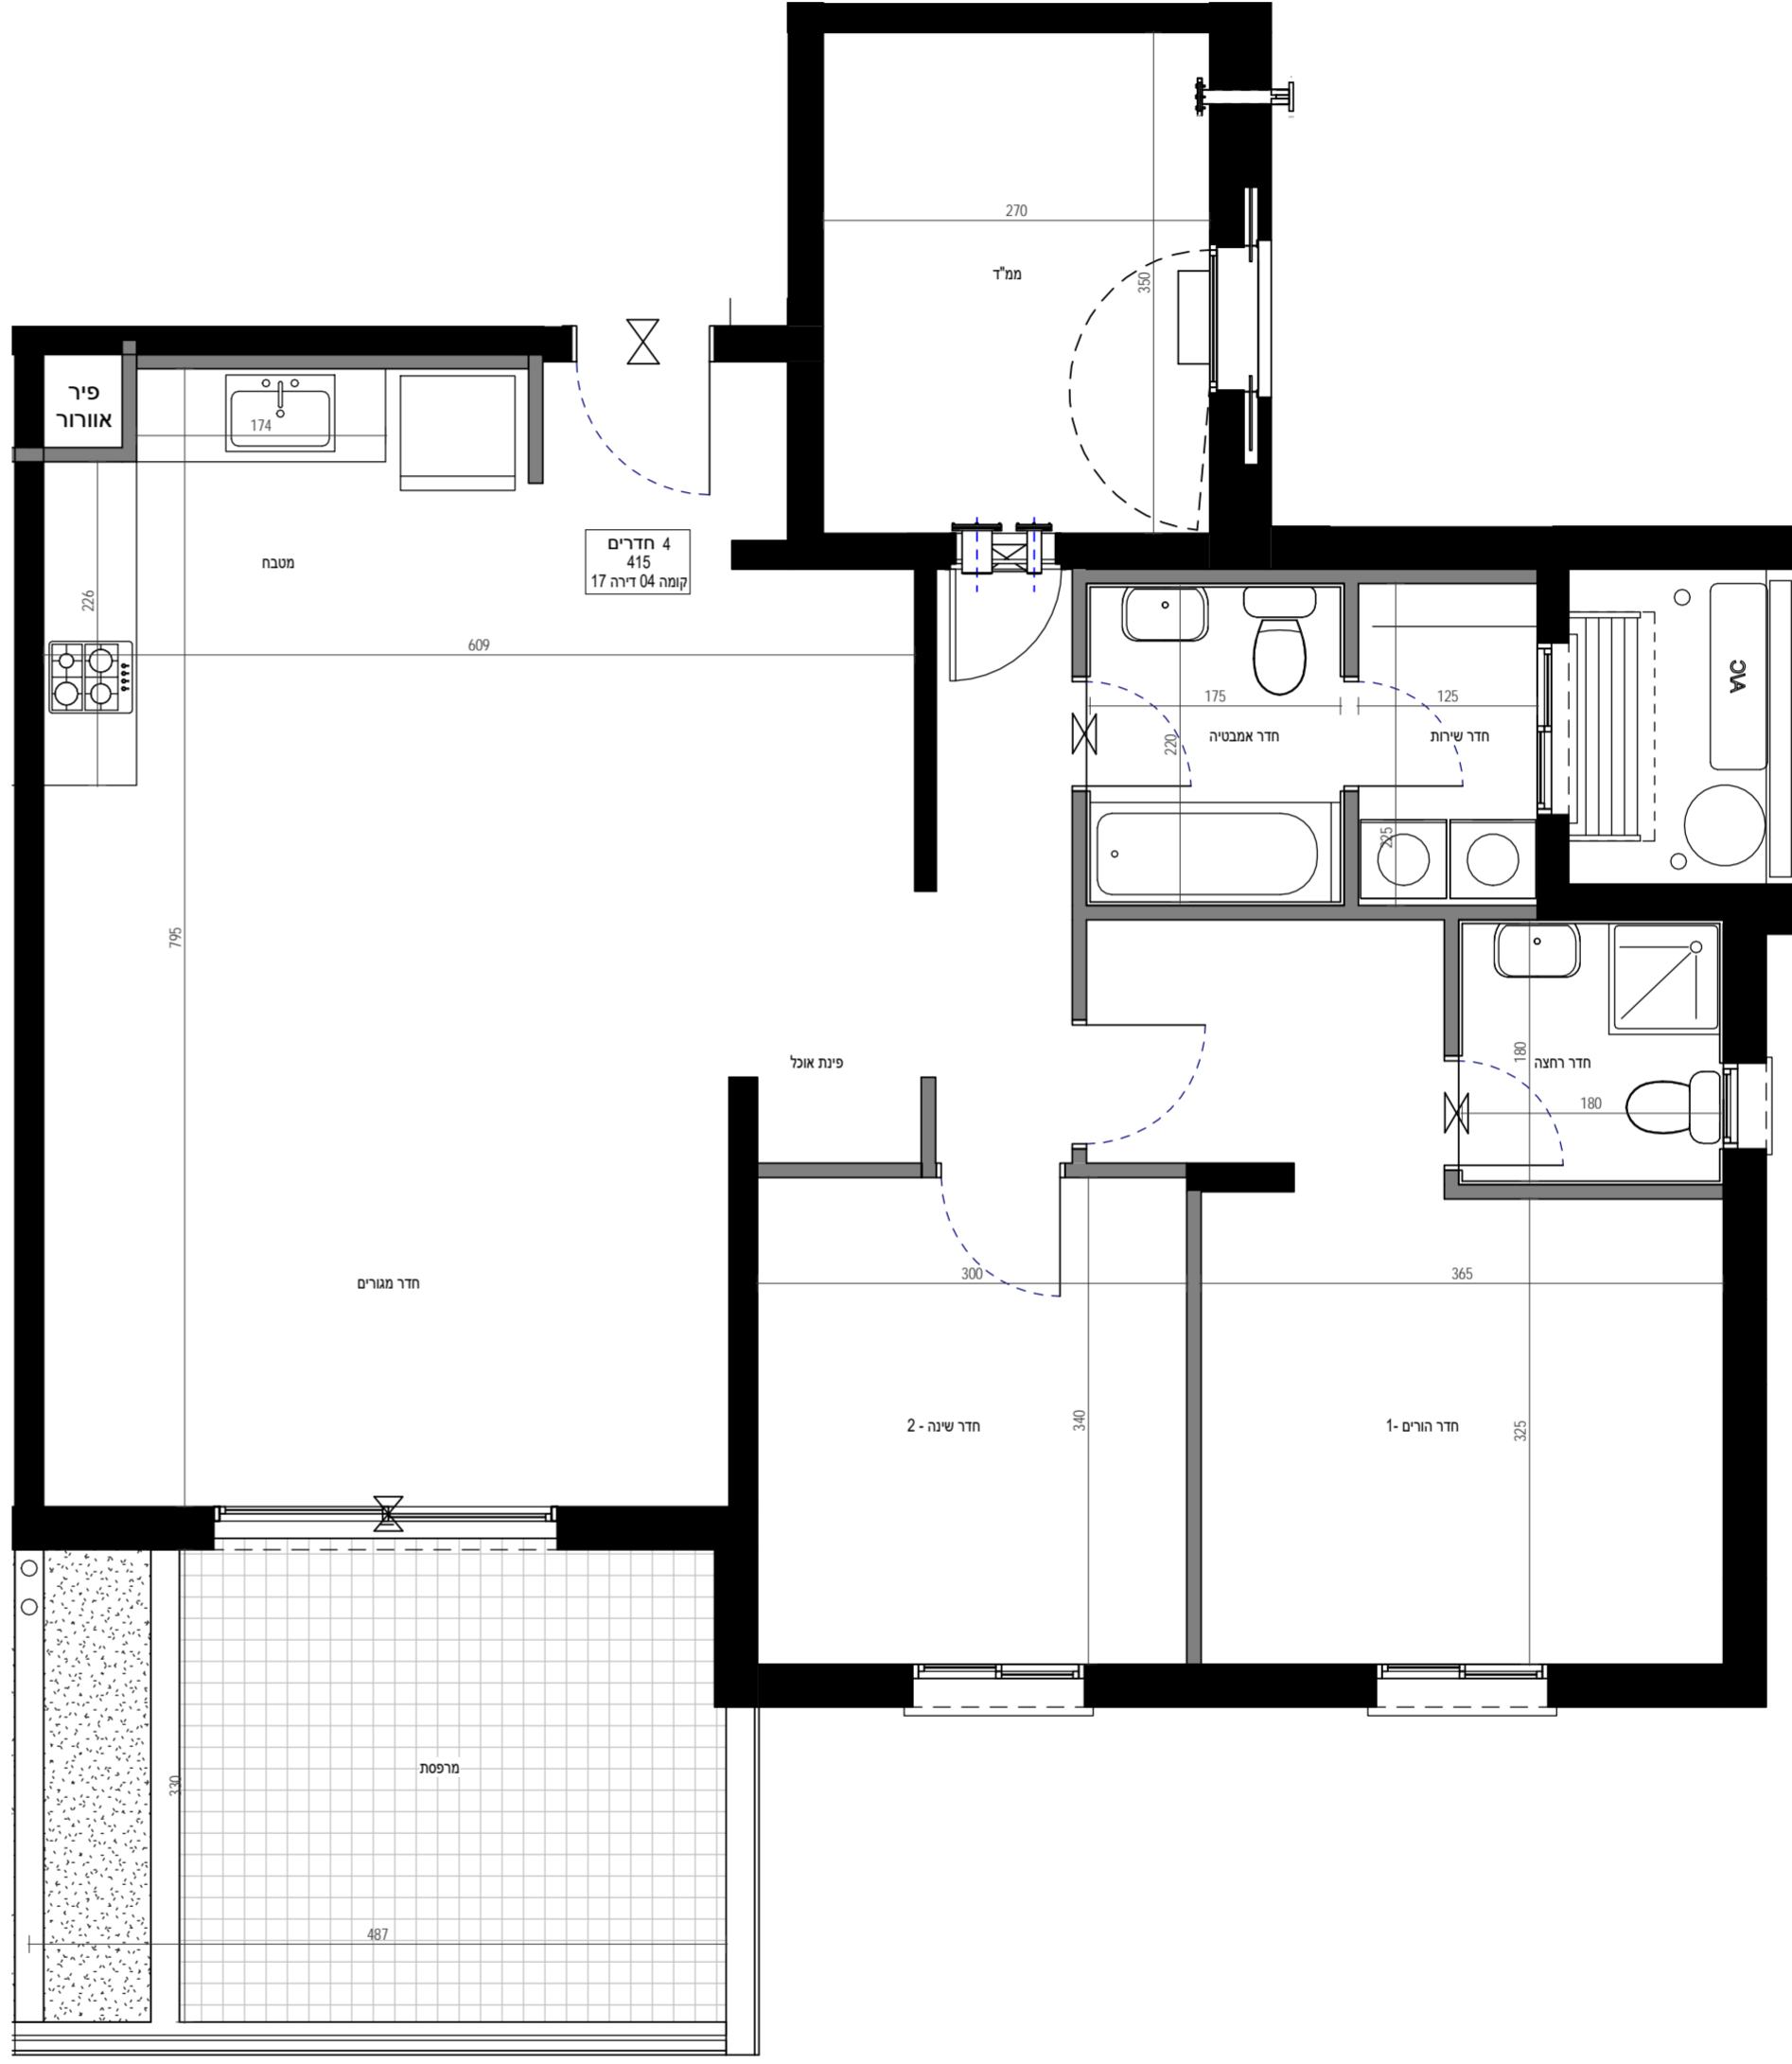 270
ממ"ד
350
פיר
אוורור
174
מטבח
4 חדרים
415
קומה 04 דירה 17
226
609
A/C
175
125
חדר אמבטיה
חדר שירות
220
225
795
פינת אוכל
180
חדר רחצה
180
חדר מגורים
300
365
חדר שינה - 2
340
חדר הורים -1
325
מרפסת
330
487